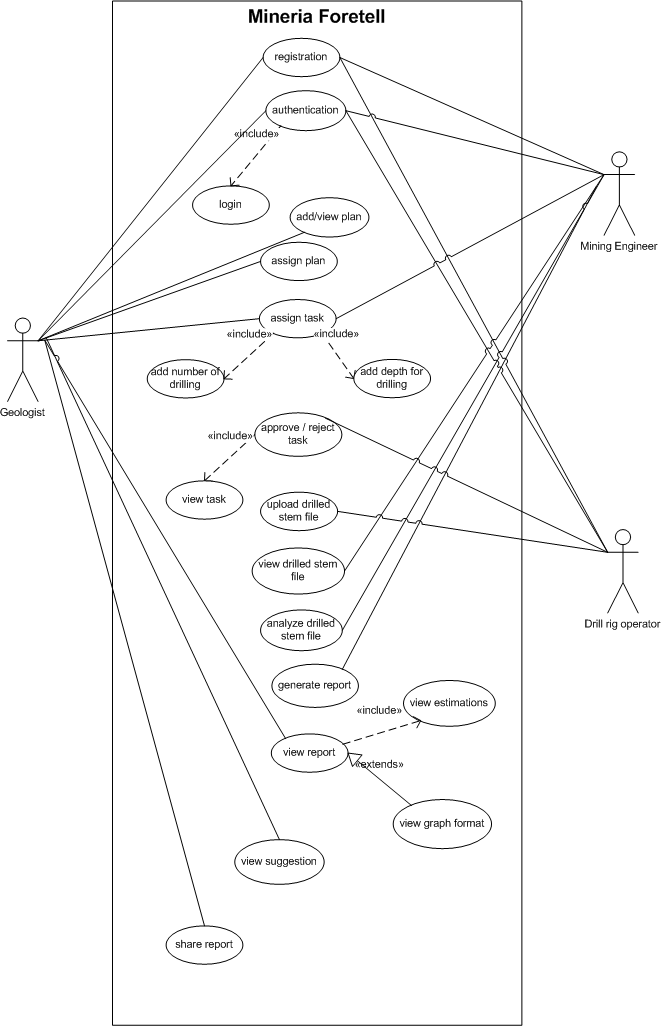 Mineria Foretell
registration
authentication
«include»
login
add/view plan
assign plan
Mining Engineer
assign task
«include»
«include»
add number of
drilling
add depth for
drilling
Geologist
approve / reject
task
«include»
view task
upload drilled
stem file
view drilled stem
file
analyze drilled
stem file
Drill rig operator
generate report
view estimations
«include»
view report
«extends»
view graph format
view suggestion
share report